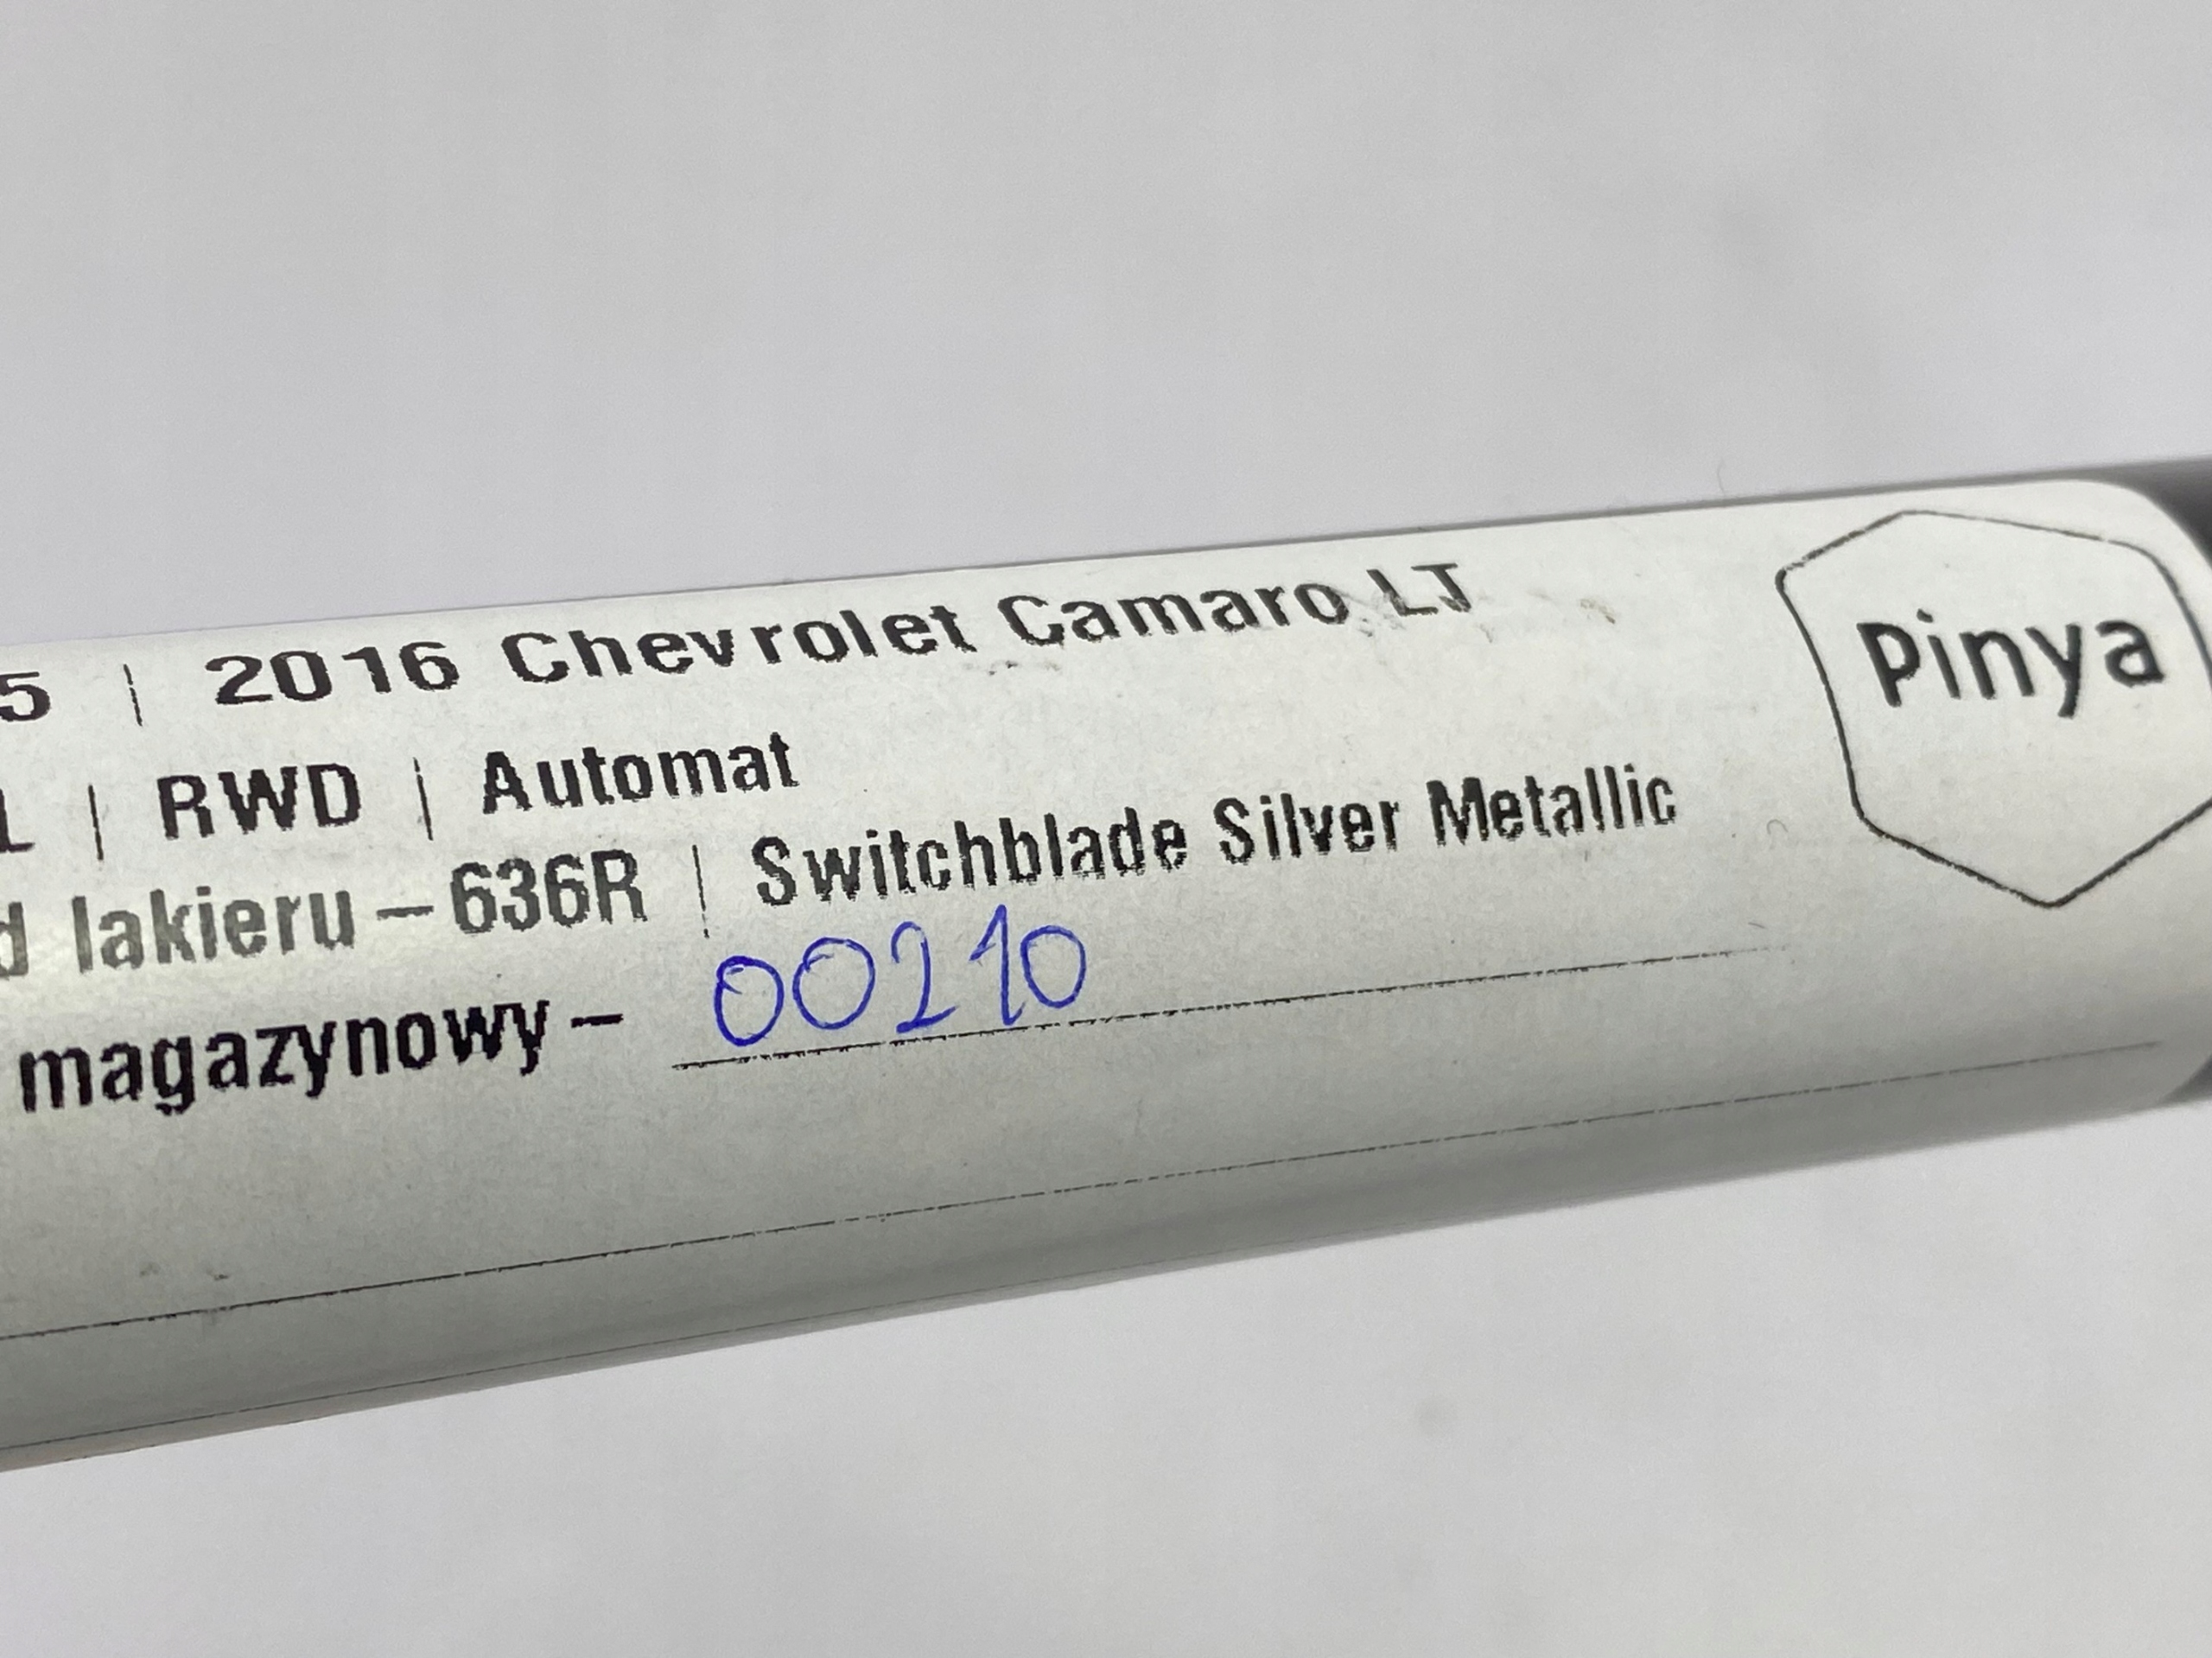 5 | 2016 Chevrolet Camaro LT
Pinya
L | RWD | Automat
d lakieru – 636R | Switchblade Silver Metallic
magazynowy – 00210